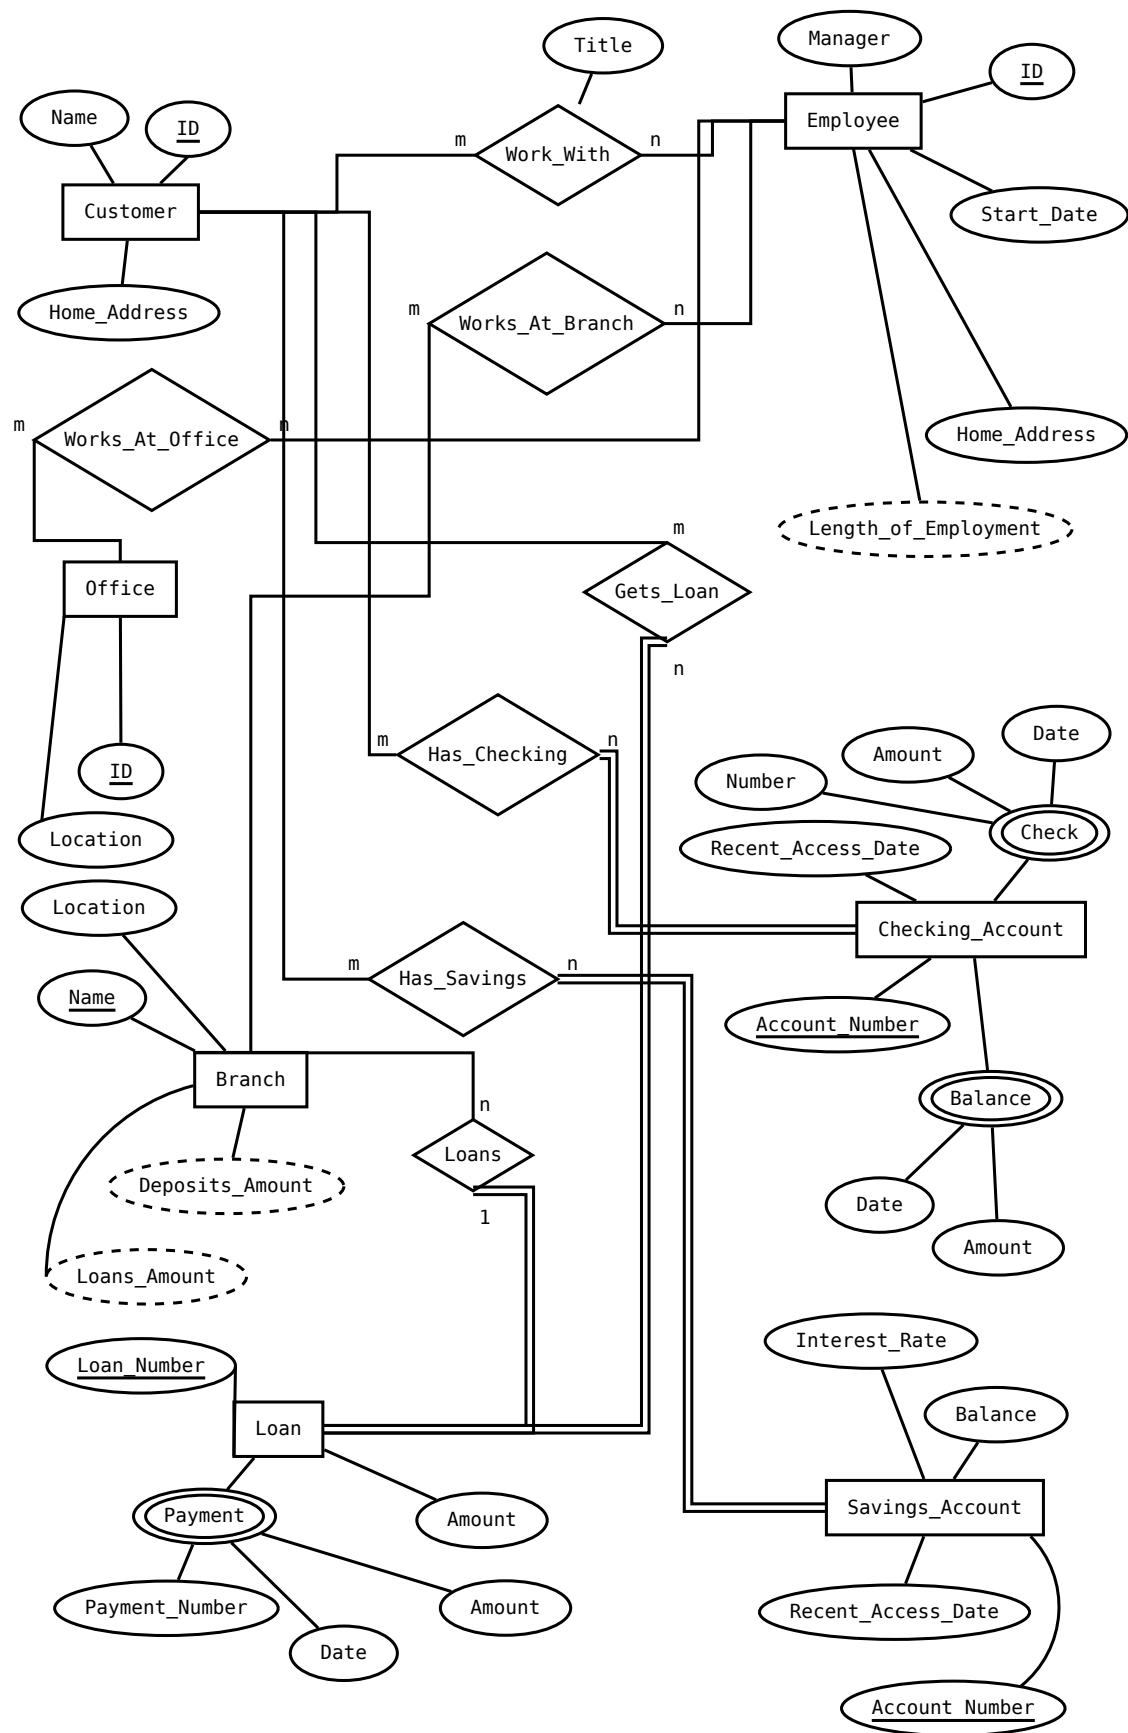 Title
Manager
ID
Name
ID
Employee
m
n
Work_With
Customer
Start_Date
Home_Address
m
n
Works_At_Branch
m
n
Works_At_Office
Home_Address
m
Length_of_Employment
Office
Gets_Loan
n
m
n
Has_Checking
Date
Amount
Number
ID
Check
Location
Recent_Access_Date
Location
Checking_Account
m
n
Has_Savings
Name
Account_Number
Branch
Balance
n
Loans
Deposits_Amount
Date
1
Amount
Loans_Amount
Interest_Rate
Loan_Number
Balance
Loan
Savings_Account
Payment
Amount
Payment_Number
Amount
Recent_Access_Date
Date
Account Number